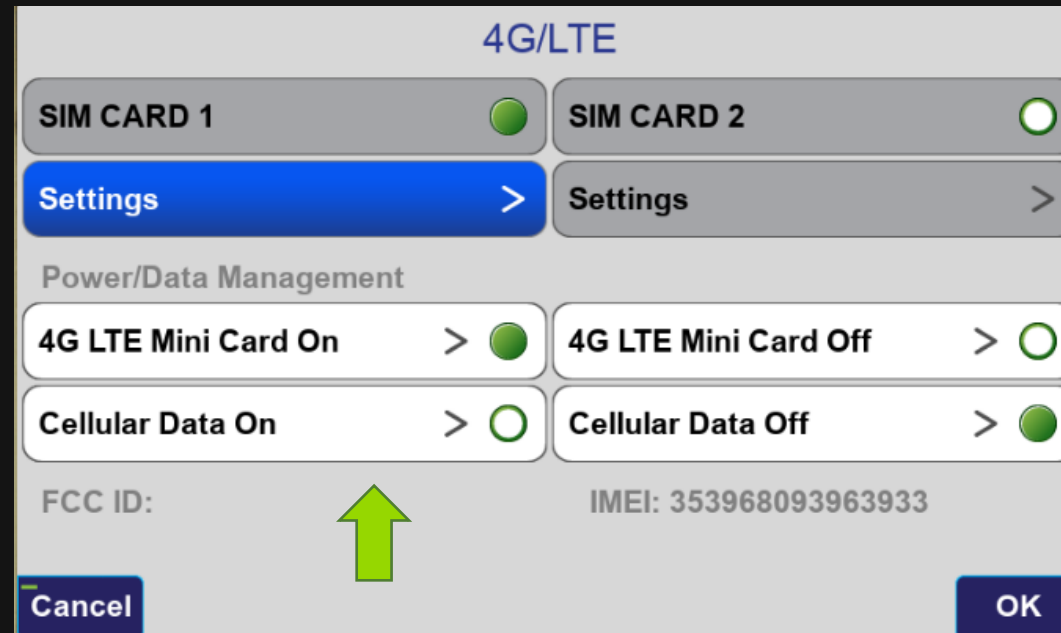 4G/LTE
SIM CARD 1
SIM CARD 2
Settings >
Settings >
Power/Data Management
4G LTE Mini Card On >
4G LTE Mini Card Off >
Cellular Data On >
Cellular Data Off >
FCC ID:
IMEI: 353968093963933
Cancel
OK